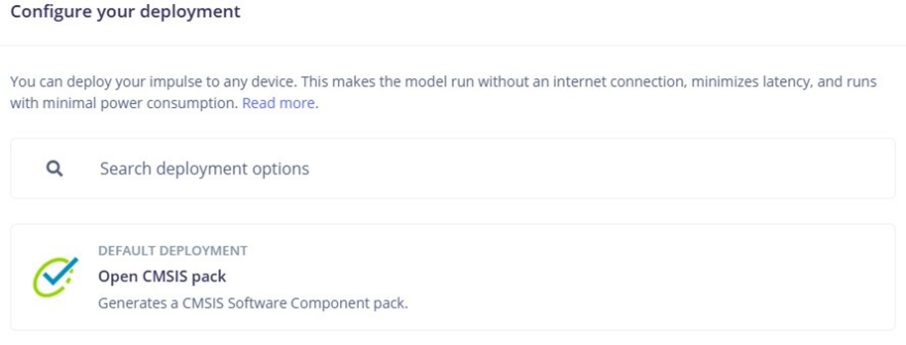 Configure your deployment
You can deploy your impulse to any device. This makes the model run without an internet connection, minimizes latency, and runs
with minimal power consumption. Read more.
Search deployment options
DEFAULT DEPLOYMENT
Open CMSIS pack
Generates a CMSIS Software Component pack.